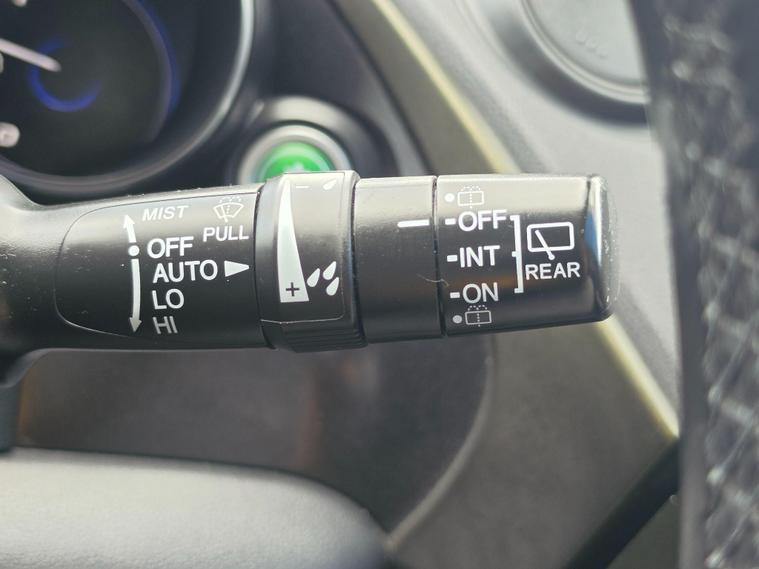 MIST
PULL
OFF
AUTO
LO
HI
-
+
OFF
INT
ON
REAR